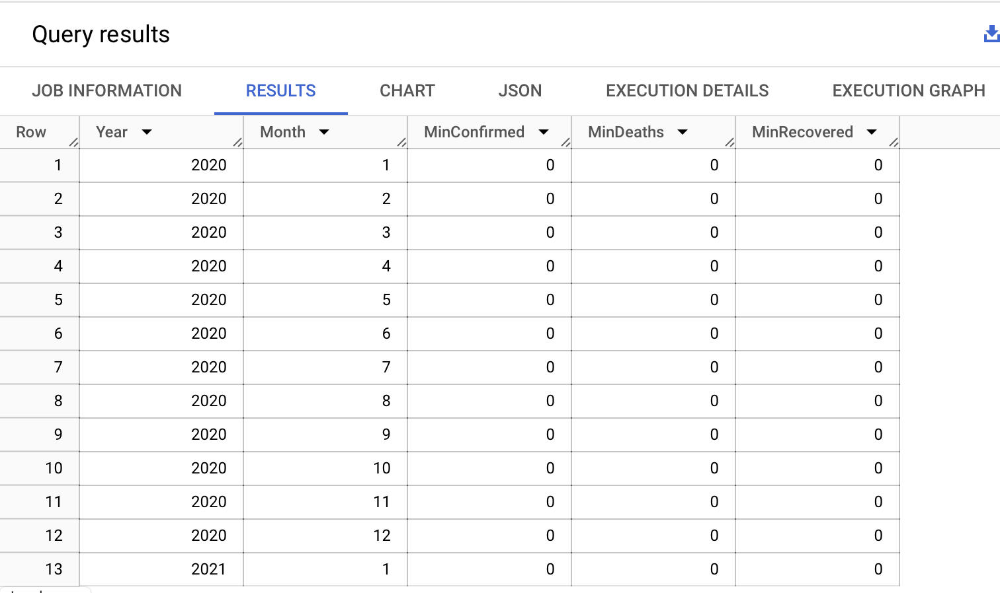 Query results
JOB INFORMATION RESULTS CHART JSON EXECUTION DETAILS EXECUTION GRAPH
Row Year Month MinConfirmed MinDeaths MinRecovered
1 2020 1 0 0 0
2 2020 2 0 0 0
3 2020 3 0 0 0
4 2020 4 0 0 0
5 2020 5 0 0 0
6 2020 6 0 0 0
7 2020 7 0 0 0
8 2020 8 0 0 0
9 2020 9 0 0 0
10 2020 10 0 0 0
11 2020 11 0 0 0
12 2020 12 0 0 0
13 2021 1 0 0 0